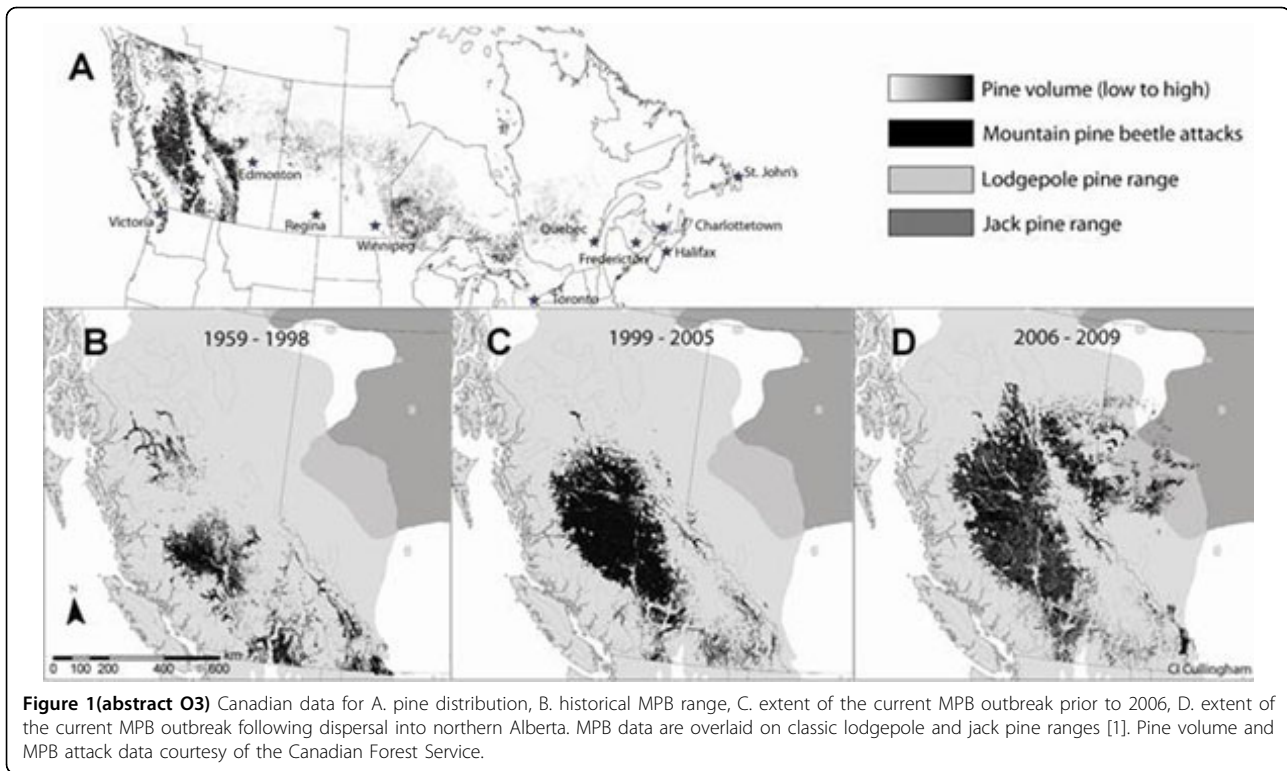 A
Pine volume (low to high)
Mountain pine beetle attacks
Lodgepole pine range
Jack pine range
Edmonton
Victoria
Regina
Winnipeg
Quebec
St. John's
Charlottetown
Fredericton
Halifax
Toronto
B
1959 - 1998
C
1999 - 2005
D
2006 - 2009
N
km
0 100 200 400 600
CI Cullingham
Figure 1(abstract O3) Canadian data for A. pine distribution, B. historical MPB range, C. extent of the current MPB outbreak prior to 2006, D. extent of
the current MPB outbreak following dispersal into northern Alberta. MPB data are overlaid on classic lodgepole and jack pine ranges [1]. Pine volume and
MPB attack data courtesy of the Canadian Forest Service.